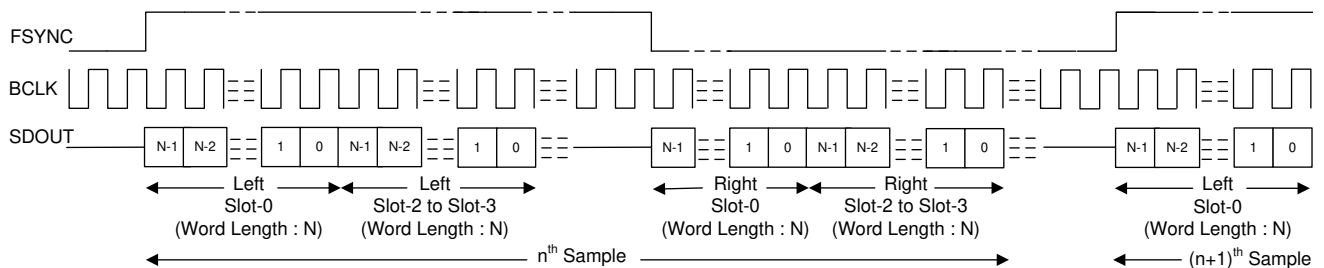 FSYNC
BCLK
SDOUT
N-1 N-2 1 0 N-1 N-2 1 0 N-1 1 0 N-1 N-2 1 0 N-1 N-2 1 0
Left Left Right Right Left
Slot-0 Slot-2 to Slot-3 Slot-0 Slot-2 to Slot-3 Slot-0
(Word Length : N) (Word Length : N) (Word Length : N) (Word Length : N) (Word Length : N)
nth Sample (n+1)th Sample